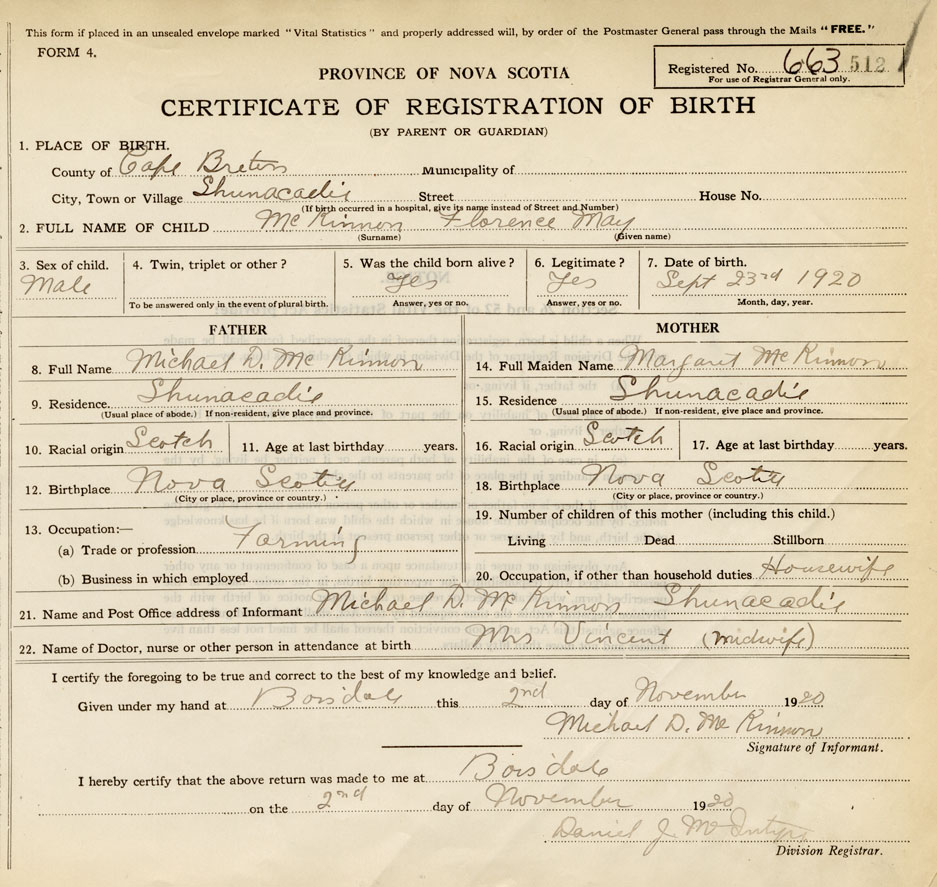 This form if placed in an unsealed envelope marked "Vital Statistics" and properly addressed will, by order of the Postmaster General pass through the Mails "FREE."
FORM 4.
Registered No. 663 512
For use of Registrar General only.
PROVINCE OF NOVA SCOTIA
CERTIFICATE OF REGISTRATION OF BIRTH
(BY PARENT OR GUARDIAN)
1. PLACE OF BIRTH.
County of Cape Breton Municipality of
City, Town or Village Shunacadie Street House No.
(If birth occurred in a hospital, give its name instead of Street and Number)
2. FULL NAME OF CHILD McKinnon Florence May
(Surname) (Given name)
3. Sex of child. 4. Twin, triplet or other? 5. Was the child born alive? 6. Legitimate? 7. Date of birth.
Male Yes Yes Sept 23rd 1920
To be answered only in the event of plural birth. Answer, yes or no. Answer, yes or no. Month, day, year.
FATHER MOTHER
8. Full Name Michael D. McKinnon 14. Full Maiden Name Margaret McKinnon
9. Residence Shunacadie 15. Residence Shunacadie
(Usual place of abode.) If non-resident, give place and province. (Usual place of abode.) If non-resident, give place and province.
10. Racial origin Scotch 11. Age at last birthday years. 16. Racial origin Scotch 17. Age at last birthday years.
12. Birthplace Nova Scotia 18. Birthplace Nova Scotia
(City or place, province or country.) (City or place, province or country.)
13. Occupation:— 19. Number of children of this mother (including this child.)
(a) Trade or profession Farming Living Dead Stillborn
(b) Business in which employed 20. Occupation, if other than household duties Housewife
21. Name and Post Office address of Informant Michael D. McKinnon Shunacadie
22. Name of Doctor, nurse or other person in attendance at birth Mrs Vincent (midwife)
I certify the foregoing to be true and correct to the best of my knowledge and belief.
Given under my hand at Boisdale this 2nd day of November 1920
Michael D. McKinnon
Signature of Informant.
I hereby certify that the above return was made to me at Boisdale
on the 2nd day of November 1920
Daniel J. McIntyre
Division Registrar.